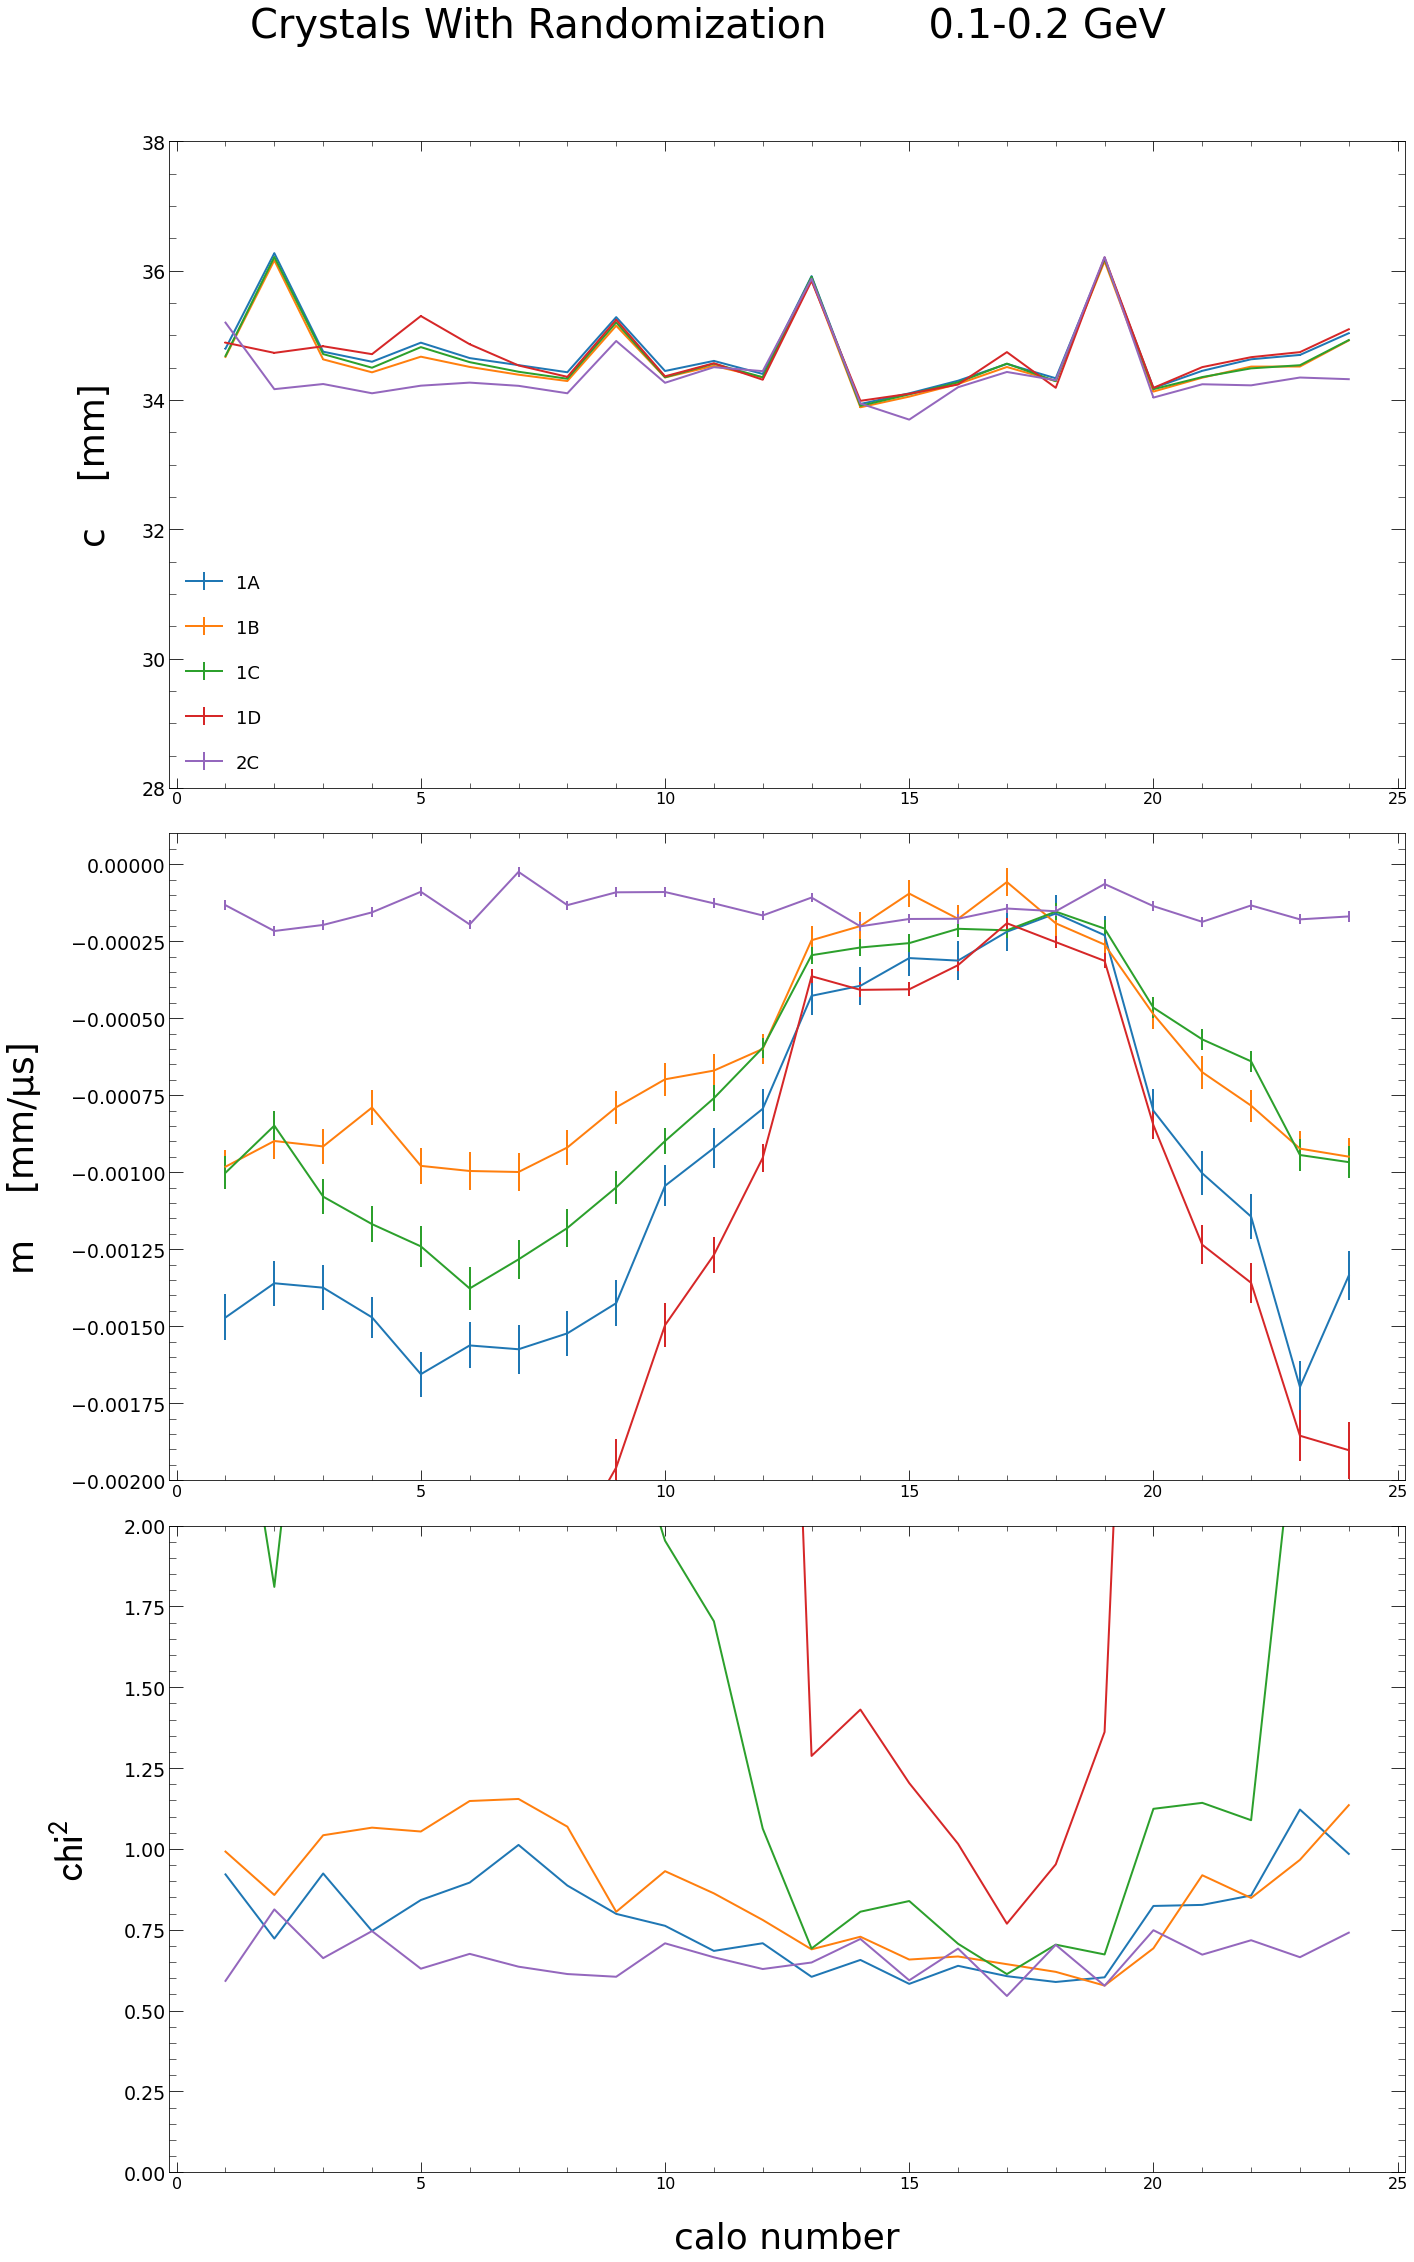 Crystals With Randomization 0.1-0.2 GeV
38
36
34
32
30
28
c [mm]
1A
1B
1C
1D
2C
0 5 10 15 20 25
0.00000
−0.00025
−0.00050
−0.00075
−0.00100
−0.00125
−0.00150
−0.00175
−0.00200
m [mm/μs]
0 5 10 15 20 25
2.00
1.75
1.50
1.25
1.00
0.75
0.50
0.25
0.00
chi²
0 5 10 15 20 25
calo number